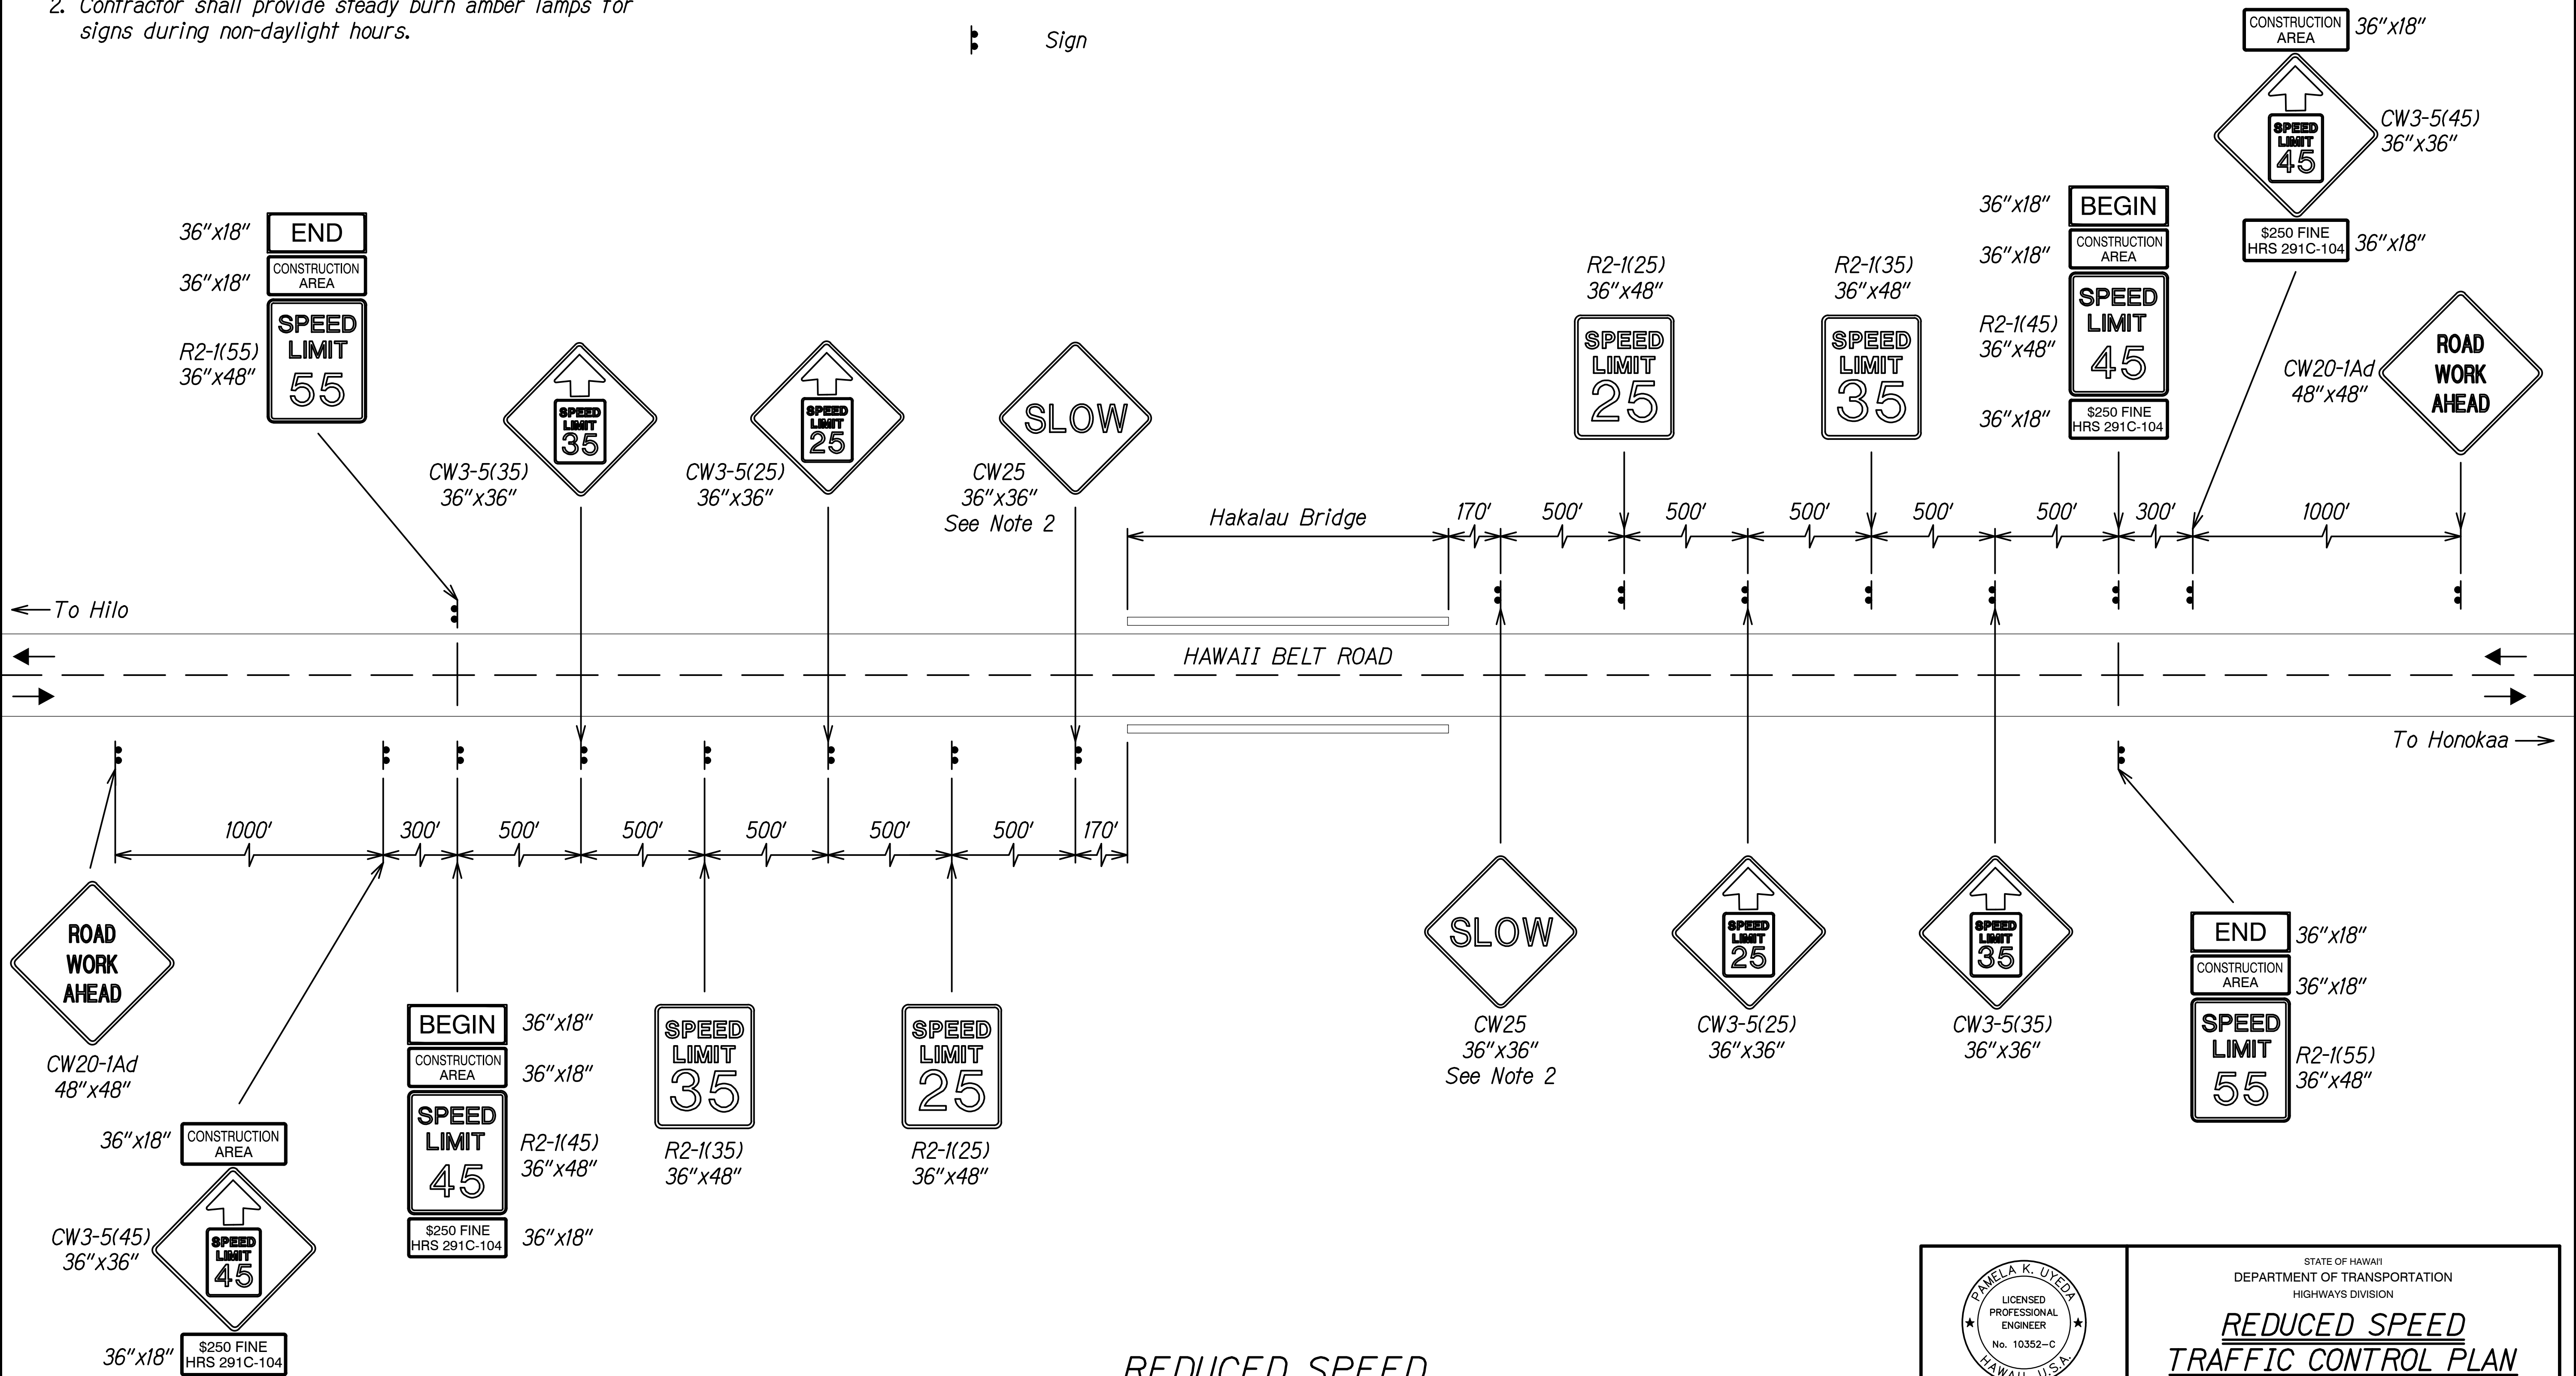 2. Contractor shall provide steady burn amber lamps for
signs during non-daylight hours.
Sign
END
36"x18"
CONSTRUCTION
AREA
36"x18"
SPEED
LIMIT
55
R2-1(55)
36"x48"
SPEED
LIMIT
35
CW3-5(35)
36"x36"
SPEED
LIMIT
25
CW3-5(25)
36"x36"
SLOW
CW25
36"x36"
See Note 2
R2-1(25)
36"x48"
SPEED
LIMIT
25
R2-1(35)
36"x48"
SPEED
LIMIT
35
36"x18"
BEGIN
36"x18"
CONSTRUCTION
AREA
R2-1(45)
36"x48"
SPEED
LIMIT
45
36"x18"
$250 FINE
HRS 291C-104
CONSTRUCTION
AREA
36"x18"
SPEED
LIMIT
45
CW3-5(45)
36"x36"
$250 FINE
HRS 291C-104
36"x18"
CW20-1Ad
48"x48"
ROAD
WORK
AHEAD
Hakalau Bridge
170' 500' 500' 500' 500' 500' 300' 1000'
To Hilo
HAWAII BELT ROAD
To Honokaa
1000' 300' 500' 500' 500' 500' 500' 170'
ROAD
WORK
AHEAD
CW20-1Ad
48"x48"
36"x18"
CONSTRUCTION
AREA
CW3-5(45)
36"x36"
SPEED
LIMIT
45
36"x18"
$250 FINE
HRS 291C-104
BEGIN
36"x18"
CONSTRUCTION
AREA
36"x18"
SPEED
LIMIT
45
R2-1(45)
36"x48"
$250 FINE
HRS 291C-104
36"x18"
SPEED
LIMIT
35
R2-1(35)
36"x48"
SPEED
LIMIT
25
R2-1(25)
36"x48"
SLOW
CW25
36"x36"
See Note 2
SPEED
LIMIT
25
CW3-5(25)
36"x36"
SPEED
LIMIT
35
CW3-5(35)
36"x36"
END
36"x18"
CONSTRUCTION
AREA
36"x18"
SPEED
LIMIT
55
R2-1(55)
36"x48"
REDUCED SPEED
PAMELA K. UYEDA
LICENSED
PROFESSIONAL
ENGINEER
No. 10352-C
HAWAII, U.S.A.
STATE OF HAWAI'I
DEPARTMENT OF TRANSPORTATION
HIGHWAYS DIVISION
REDUCED SPEED
TRAFFIC CONTROL PLAN